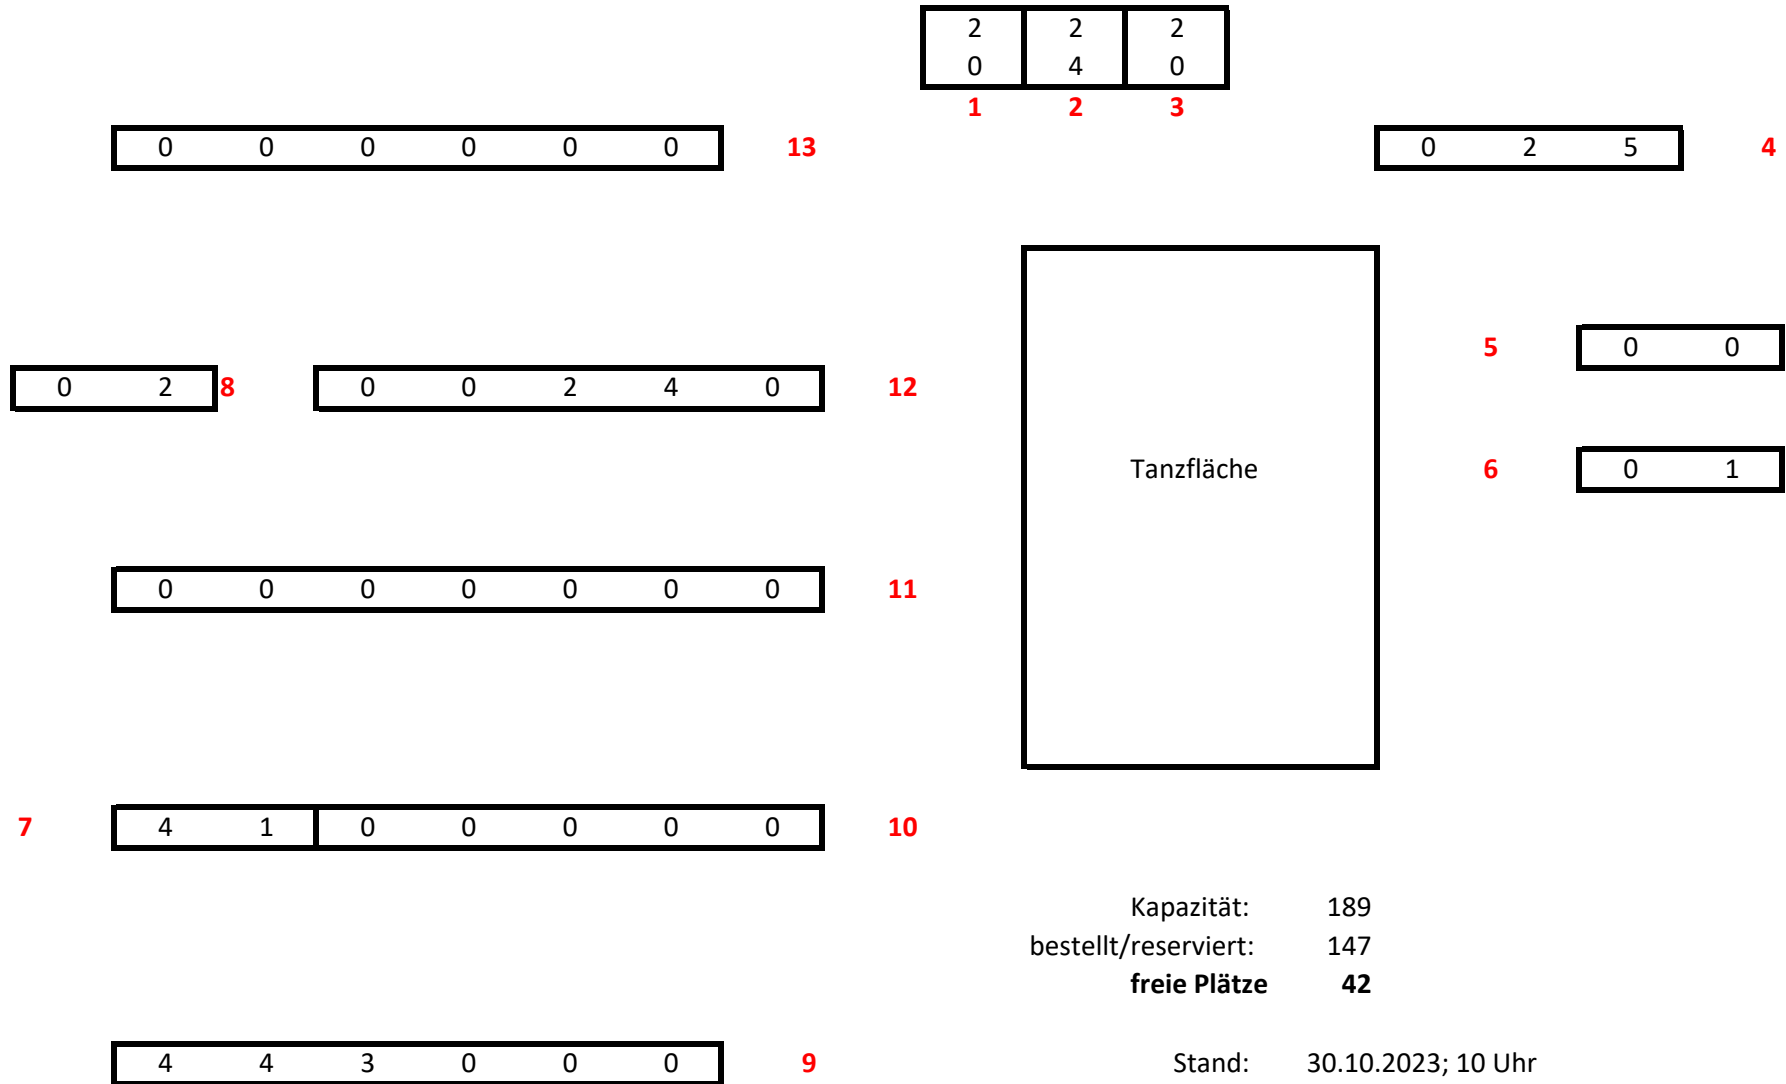 2 2 2
0 4 0
1 2 3
0 0 0 0 0 0 13 0 2 5 4
5 0 0
0 2 8 0 0 2 4 0 12
Tanzfläche 6 0 1
0 0 0 0 0 0 0 11
7 4 1 0 0 0 0 0 10
Kapazität: 189
bestellt/reserviert: 147
freie Plätze 42
4 4 3 0 0 0 9 Stand: 30.10.2023; 10 Uhr